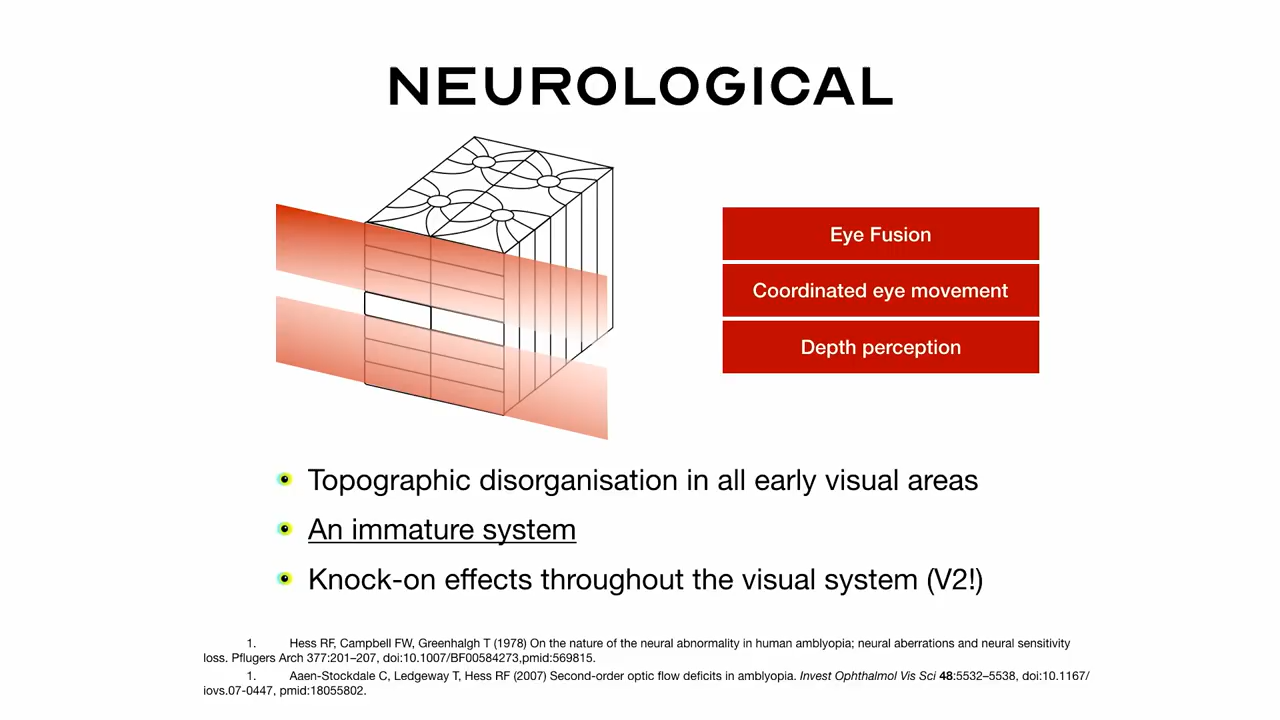 NEUROLOGICAL
Eye Fusion
Coordinated eye movement
Depth perception
Topographic disorganisation in all early visual areas
An immature system
Knock-on effects throughout the visual system (V2!)
1. Hess RF, Campbell FW, Greenhalgh T (1978) On the nature of the neural abnormality in human amblyopia; neural aberrations and neural sensitivity
loss. Pflugers Arch 377:201–207, doi:10.1007/BF00584273,pmid:569815.
1. Aaen-Stockdale C, Ledgeway T, Hess RF (2007) Second-order optic flow deficits in amblyopia. Invest Ophthalmol Vis Sci 48:5532–5538, doi:10.1167/
iovs.07-0447, pmid:18055802.